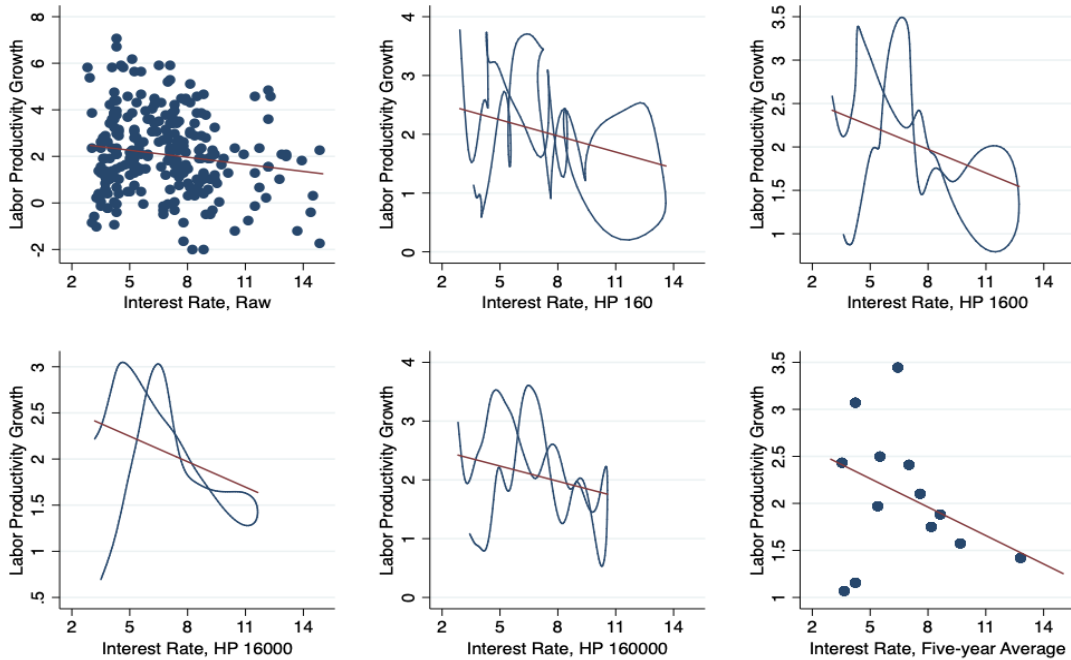 Labor Productivity Growth
-2 0 2 4 6 8
2 5 8 11 14
Interest Rate, Raw
Labor Productivity Growth
0 1 2 3 4
2 5 8 11 14
Interest Rate, HP 160
Labor Productivity Growth
1 1.5 2 2.5 3 3.5
2 5 8 11 14
Interest Rate, HP 1600
Labor Productivity Growth
.5 1 1.5 2 2.5 3
2 5 8 11 14
Interest Rate, HP 16000
Labor Productivity Growth
0 1 2 3 4
2 5 8 11 14
Interest Rate, HP 160000
Labor Productivity Growth
1 1.5 2 2.5 3 3.5
2 5 8 11 14
Interest Rate, Five-year Average